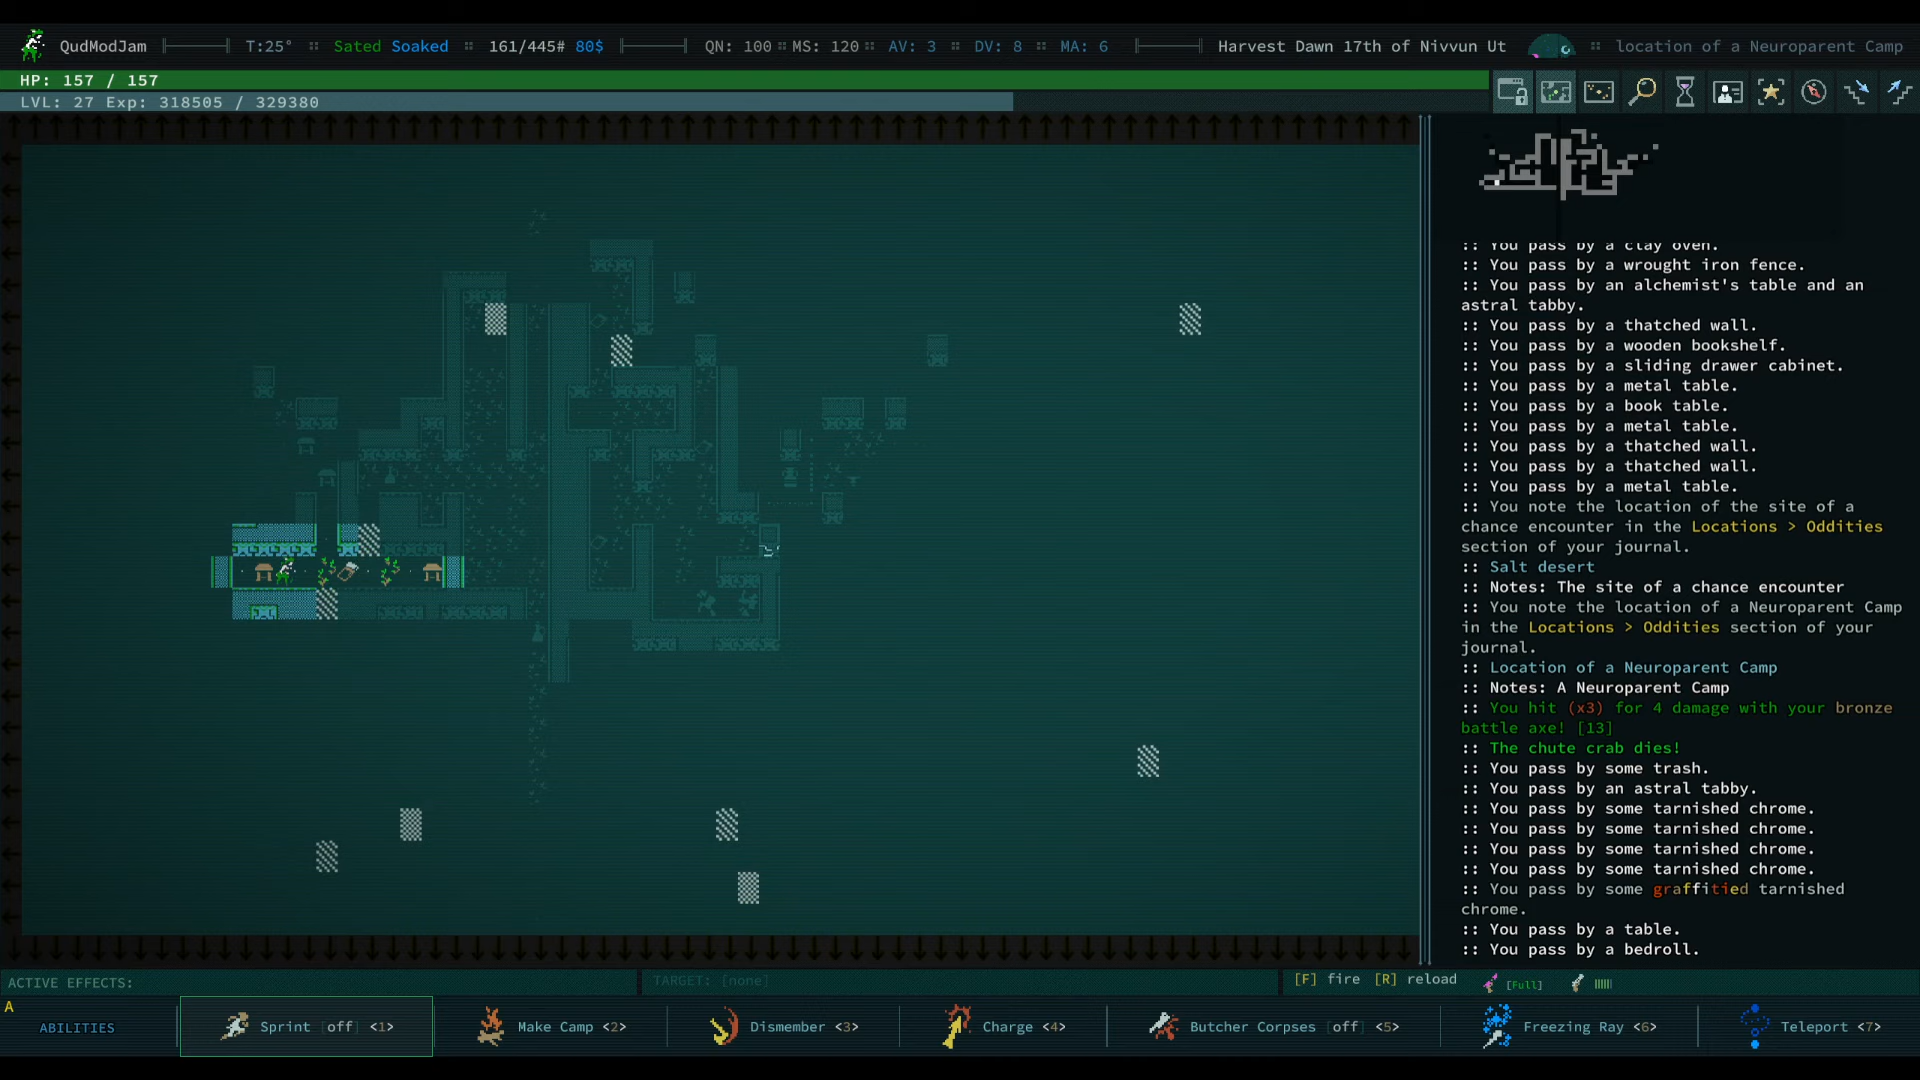 QudModJam T:25° Sated Soaked 161/445# 80$ QN: 100 MS: 120 AV: 3 DV: 8 MA: 6 Harvest Dawn 17th of Nivvun Ut location of a Neuroparent Camp
HP: 157 / 157
LVL: 27 Exp: 318505 / 329380
:: You pass by a clay oven.
:: You pass by a wrought iron fence.
:: You pass by an alchemist's table and an
astral tabby.
:: You pass by a thatched wall.
:: You pass by a wooden bookshelf.
:: You pass by a sliding drawer cabinet.
:: You pass by a metal table.
:: You pass by a book table.
:: You pass by a metal table.
:: You pass by a thatched wall.
:: You pass by a thatched wall.
:: You pass by a metal table.
:: You note the location of the site of a
chance encounter in the Locations > Oddities
section of your journal.
:: Salt desert
:: Notes: The site of a chance encounter
:: You note the location of a Neuroparent Camp
in the Locations > Oddities section of your
journal.
:: Location of a Neuroparent Camp
:: Notes: A Neuroparent Camp
:: You hit (x3) for 4 damage with your bronze
battle axe! [13]
:: The chute crab dies!
:: You pass by some trash.
:: You pass by an astral tabby.
:: You pass by some tarnished chrome.
:: You pass by some tarnished chrome.
:: You pass by some tarnished chrome.
:: You pass by some tarnished chrome.
:: You pass by some graffitied tarnished
chrome.
:: You pass by a table.
:: You pass by a bedroll.
ACTIVE EFFECTS: TARGET: [none] [F] fire [R] reload [Full]
A
ABILITIES Sprint [off] <1> Make Camp <2> Dismember <3> Charge <4> Butcher Corpses [off] <5> Freezing Ray <6> Teleport <7>